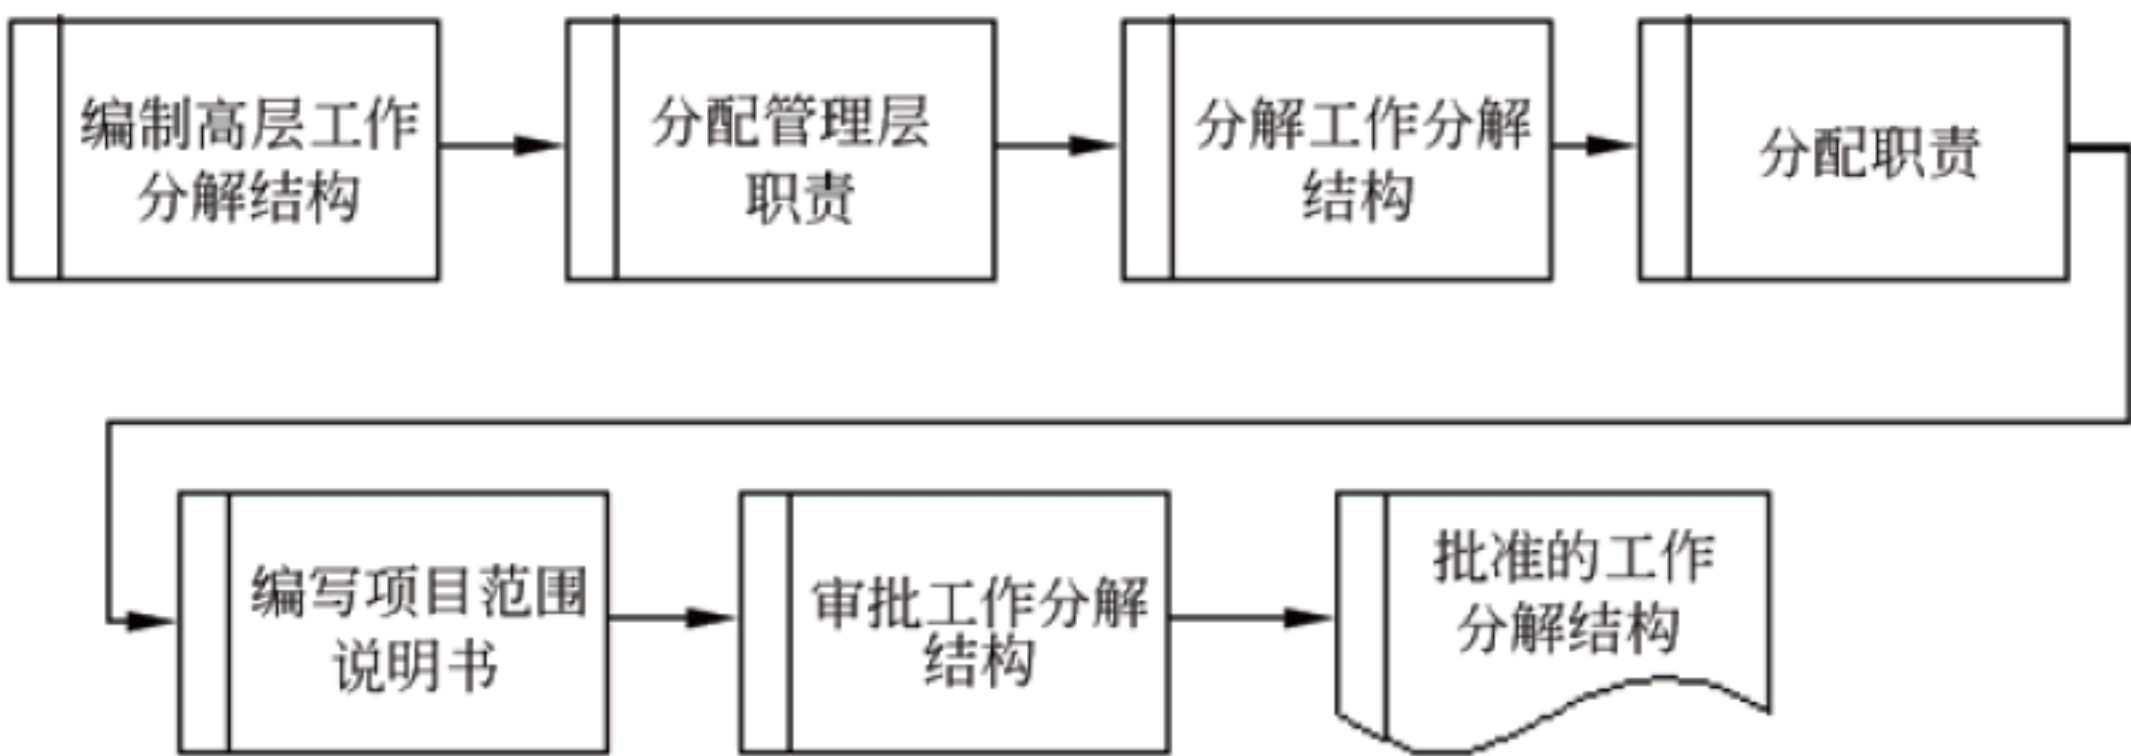 编制高层工作
分解结构
分配管理层
职责
分解工作分解
结构
分配职责
编写项目范围
说明书
审批工作分解
结构
批准的工作
分解结构